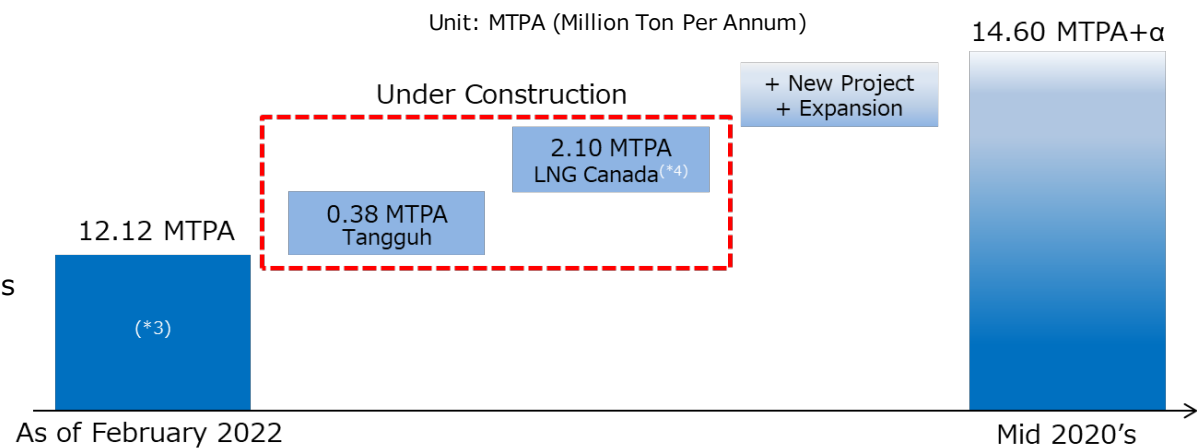 Unit: MTPA (Million Ton Per Annum)
14.60 MTPA+α
+ New Project
+ Expansion
Under Construction
2.10 MTPA
LNG Canada(*4)
0.38 MTPA
Tangguh
12.12 MTPA
s
(*3)
As of February 2022
Mid 2020's